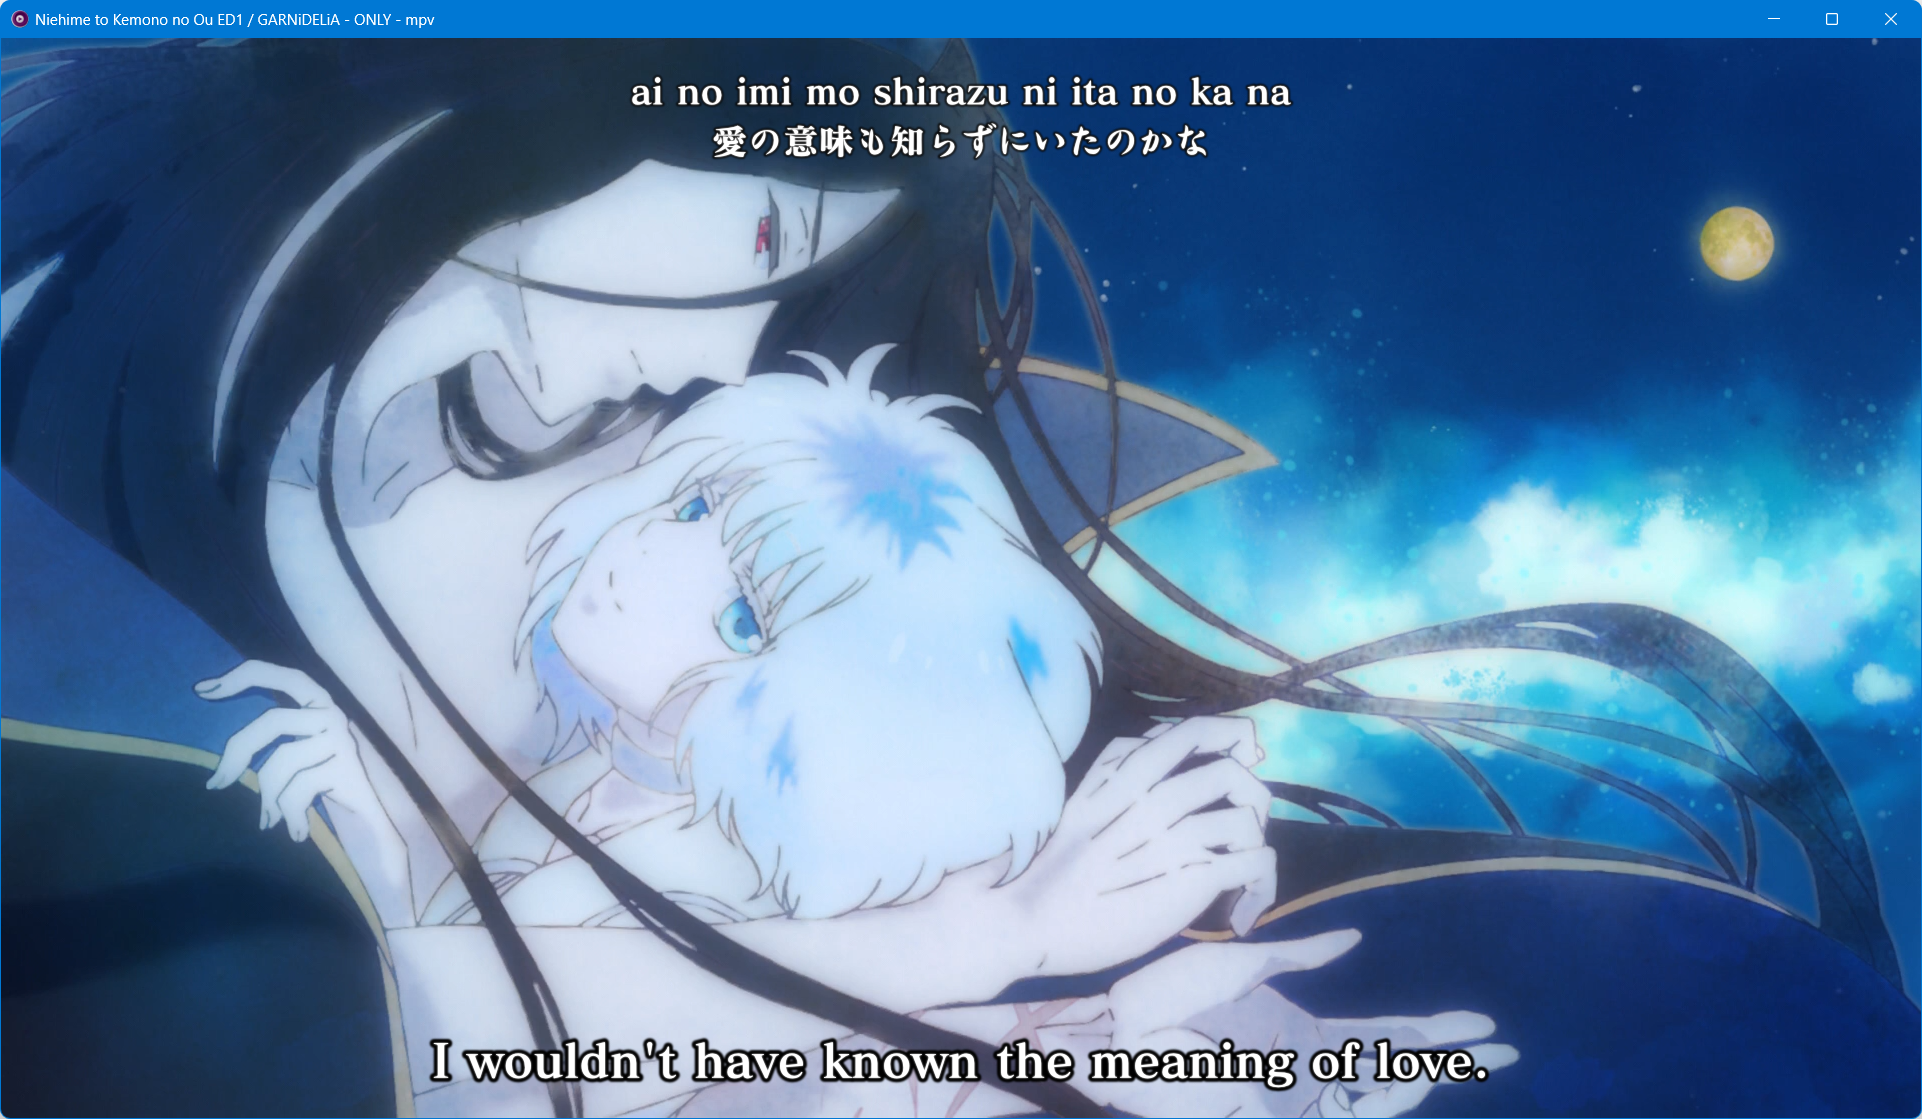 Niehime to Kemono no Ou ED1 / GARNiDELiA - ONLY - mpv
ai no imi mo shirazu ni ita no ka na
愛の意味も知らずにいたのかな
I wouldn't have known the meaning of love.